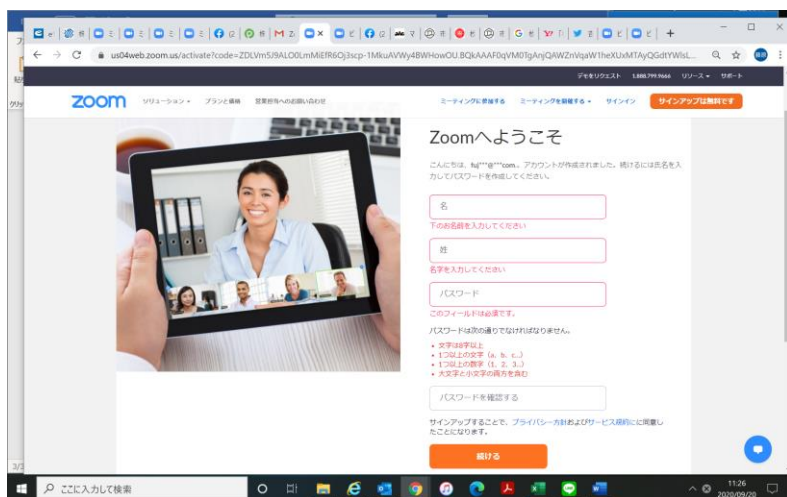 us04web.zoom.us/activate?code=
デモをリクエスト 1.888.799.9666 リソース サポート
zoom ソリューション プランと価格 営業担当へのお問い合わせ ミーティングに参加する ミーティングを開催する サインイン サインアップは無料です
Zoomへようこそ
こんにちは、fuj***@***com.。アカウントが作成されました。続けるには氏名を入
力してパスワードを作成してください。
名
下のお名前を入力してください
姓
名字を入力してください
パスワード
このフィールドは必須です。
パスワードは次の通りでなければなりません。
• 文字は8字以上
• 1つ以上の文字 (a、b、c...)
• 1つ以上の数字 (1、2、3...)
• 大文字と小文字の両方を含む
パスワードを確認する
サインアップすることで、プライバシー方針およびサービス規約にに同意し
たことになります。
続ける
ここに入力して検索
11:26
2020/09/20